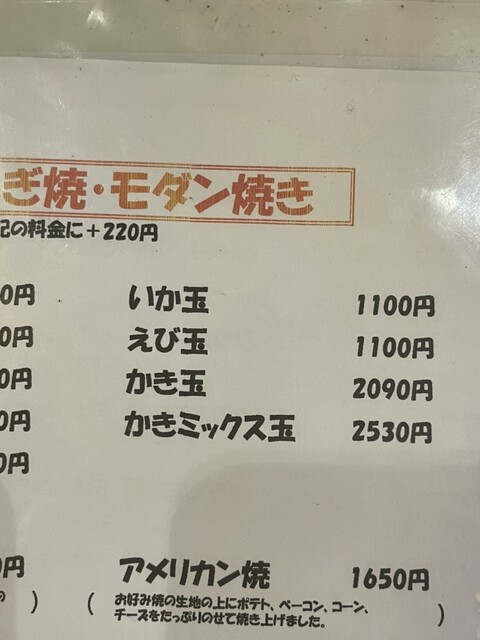 ぎ焼・モダン焼き
記の料金に＋220円
0円 いか玉 1100円
0円 えび玉 1100円
0円 かき玉 2090円
0円 かきミックス玉 2530円
0円
0円 アメリカン焼 1650円
の ) ( お好み焼の生地の上にポテト、ベーコン、コーン、
チーズをたっぷりのせて焼き上げました。 )